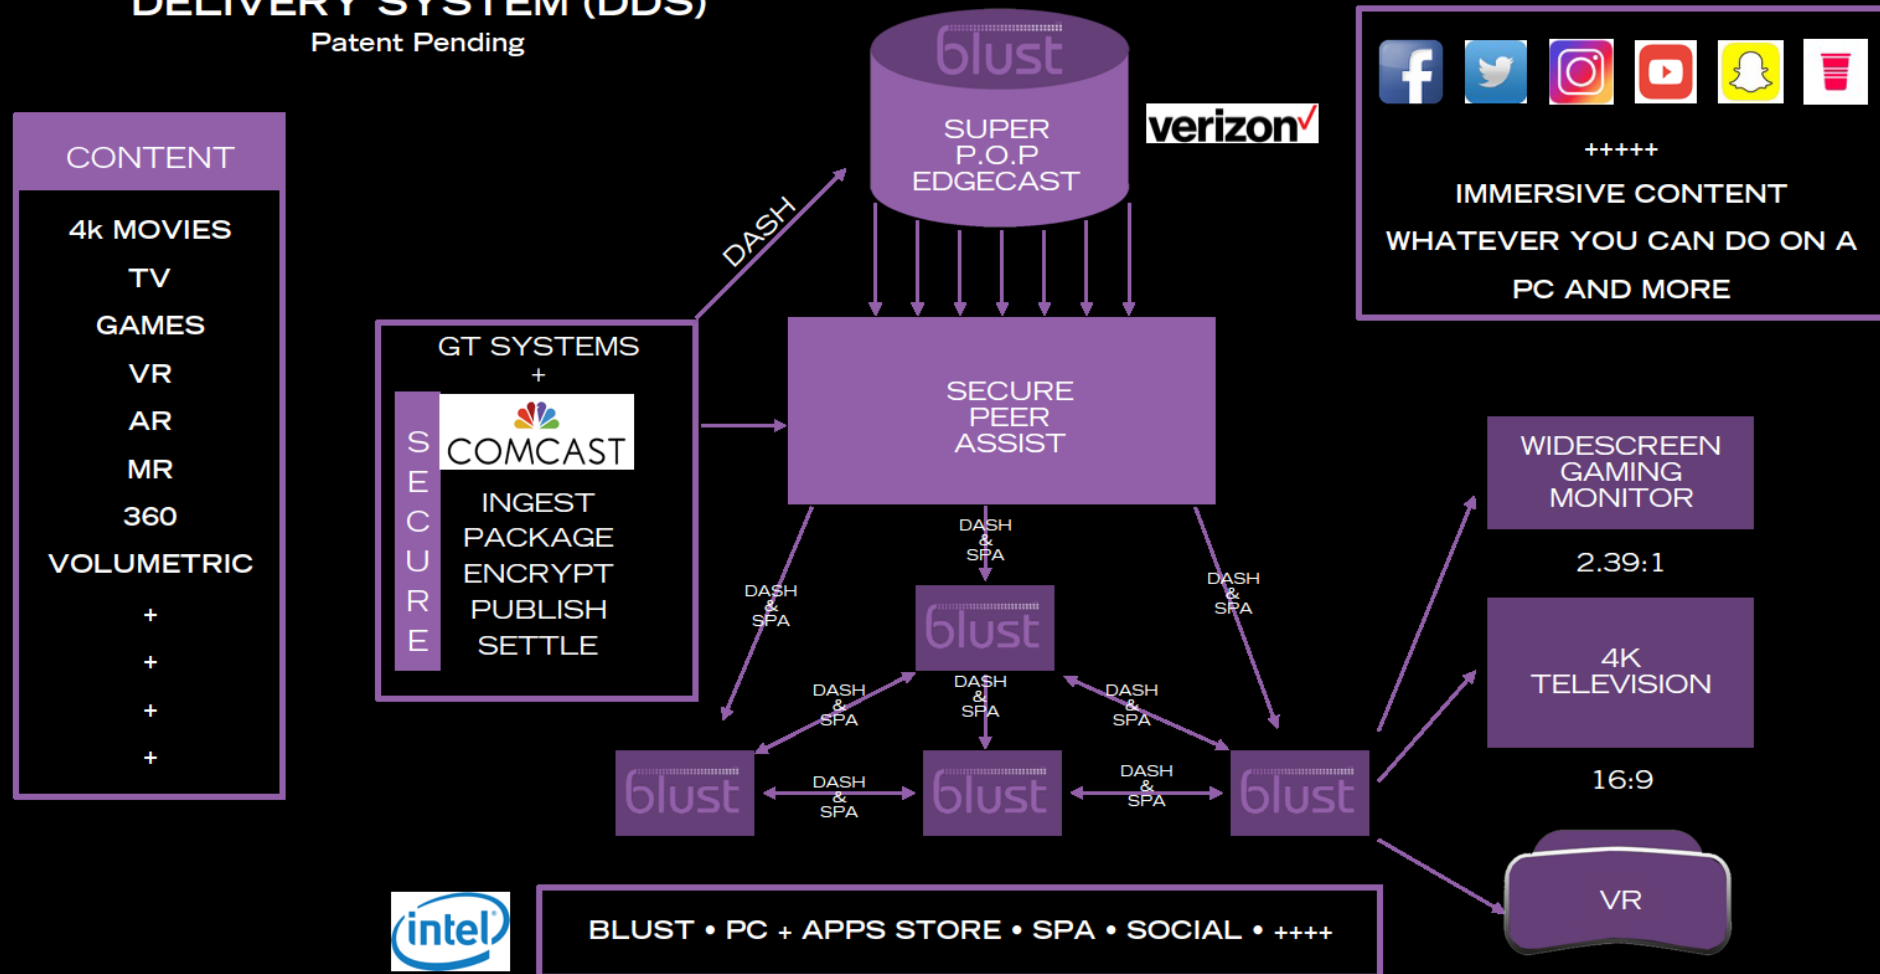 DELIVERY SYSTEM (DDS)
Patent Pending
CONTENT
4k MOVIES
TV
GAMES
VR
AR
MR
360
VOLUMETRIC
+
+
+
+
GT SYSTEMS
+
SECURE
COMCAST
INGEST
PACKAGE
ENCRYPT
PUBLISH
SETTLE
DASH
blust
SUPER
P.O.P
EDGECAST
verizon
SECURE
PEER
ASSIST
DASH
&
SPA
DASH
&
SPA
DASH
&
SPA
blust
DASH
&
SPA
DASH
&
SPA
DASH
&
SPA
blust
DASH
&
SPA
blust
DASH
&
SPA
blust
+++++
IMMERSIVE CONTENT
WHATEVER YOU CAN DO ON A
PC AND MORE
WIDESCREEN
GAMING
MONITOR
2.39:1
4K
TELEVISION
16:9
VR
intel
BLUST • PC + APPS STORE • SPA • SOCIAL • ++++